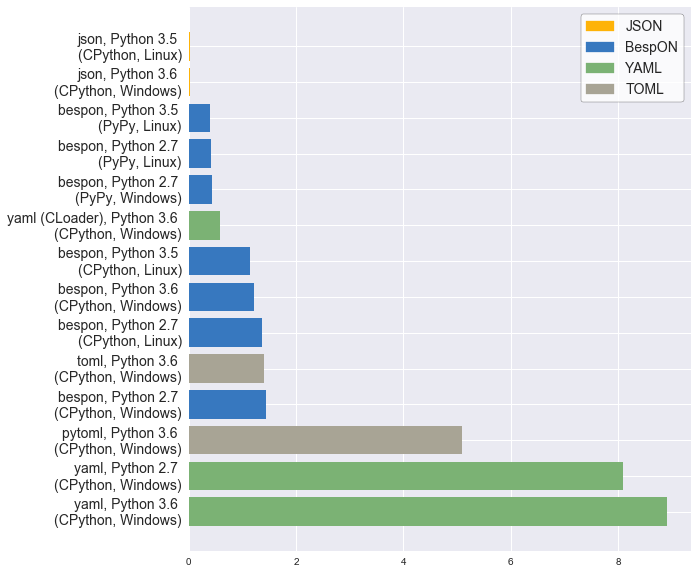 json, Python 3.5
(CPython, Linux)
json, Python 3.6
(CPython, Windows)
bespon, Python 3.5
(PyPy, Linux)
bespon, Python 2.7
(PyPy, Linux)
bespon, Python 2.7
(PyPy, Windows)
yaml (CLoader), Python 3.6
(CPython, Windows)
bespon, Python 3.5
(CPython, Linux)
bespon, Python 3.6
(CPython, Windows)
bespon, Python 2.7
(CPython, Linux)
toml, Python 3.6
(CPython, Windows)
bespon, Python 2.7
(CPython, Windows)
pytoml, Python 3.6
(CPython, Windows)
yaml, Python 2.7
(CPython, Windows)
yaml, Python 3.6
(CPython, Windows)
0 2 4 6 8
JSON
BespON
YAML
TOML